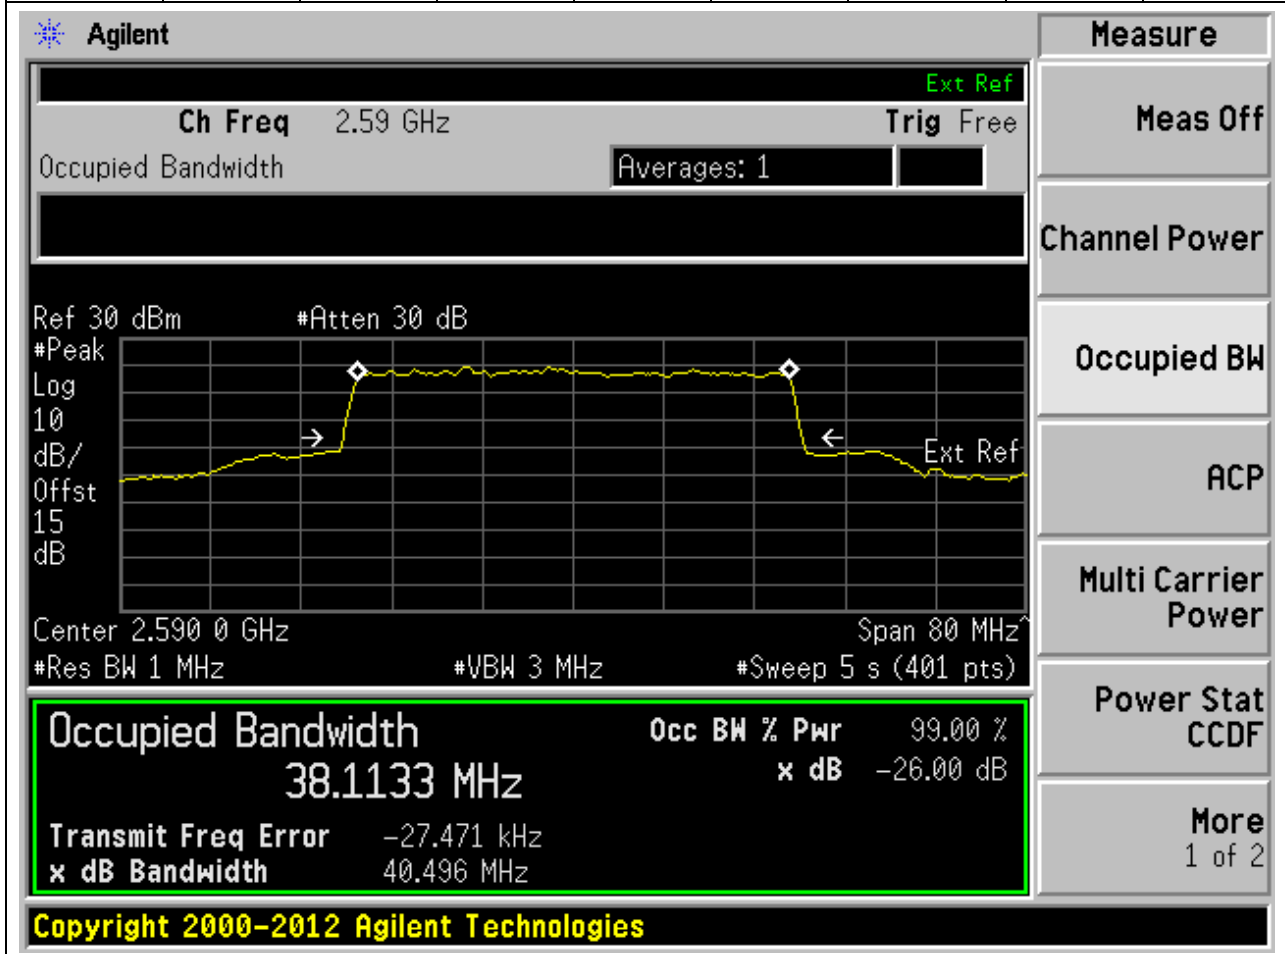 Agilent
Measure
Ext Ref
Ch Freq 2.59 GHz Trig Free
Meas Off
Occupied Bandwidth Averages: 1
Channel Power
Ref 30 dBm #Atten 30 dB
#Peak
Log
10
dB/
Offst
15
dB
Ext Ref
Occupied BW
ACP
Center 2.590 0 GHz Span 80 MHz^
#Res BW 1 MHz #VBW 3 MHz #Sweep 5 s (401 pts)
Multi Carrier
Power
Occupied Bandwidth Occ BW % Pwr 99.00 %
38.1133 MHz x dB -26.00 dB
Power Stat
CCDF
Transmit Freq Error -27.471 kHz
x dB Bandwidth 40.496 MHz
More
1 of 2
Copyright 2000-2012 Agilent Technologies